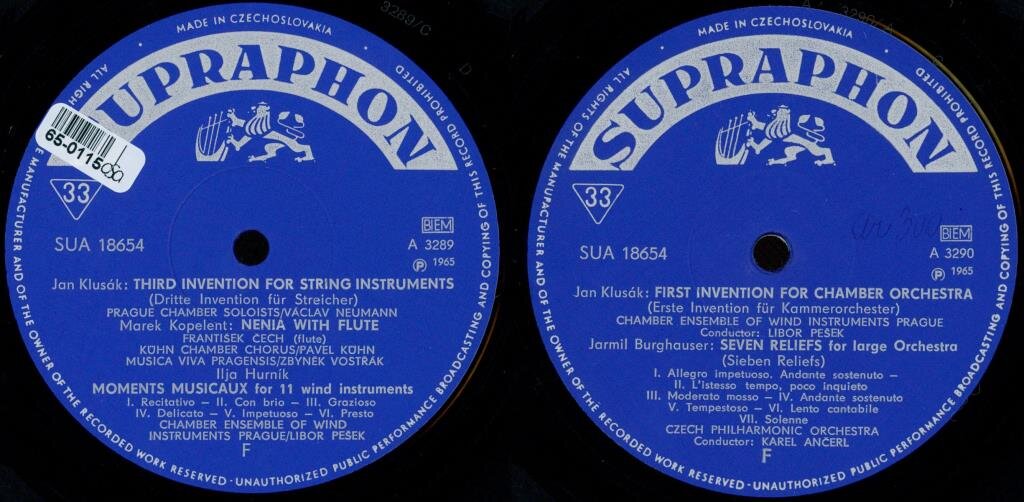 3289/C
D
MADE IN CZECHOSLOVAKIA
ALL RIGH
E MANUFACTURER AND OF THE OWNER OF THE RECORDED WORK RESERVED · UNAUTHORIZED PUBLIC PERFORMANCE BROADCASTING AND COPYING OF THIS RECORD PROHIBITED
UPRAPHON
65-0115
33
BIEM
SUA 18654
A 3289
Ⓟ 1965
Jan Klusák: THIRD INVENTION FOR STRING INSTRUMENTS
(Dritte Invention für Streicher)
PRAGUE CHAMBER SOLOISTS/VÁCLAV NEUMANN
Marek Kopelent: NENIA WITH FLUTE
FRANTIŠEK ČECH (flute)
KÜHN CHAMBER CHORUS/PAVEL KÜHN
MUSICA VIVA PRAGENSIS/ZBYNĚK VOSTŘÁK
Ilja Hurník:
MOMENTS MUSICAUX for 11 wind instruments
I. Recitativo — II. Con brio — III. Grazioso
IV. Delicato — V. Impetuoso — VI. Presto
CHAMBER ENSEMBLE OF WIND
INSTRUMENTS PRAGUE/LIBOR PEŠEK
F
MADE IN CZECHOSLOVAKIA
ALL RIGHTS OF THE MANUFACTURER AND OF THE OWNER OF THE RECORDED WORK RESERVED · UNAUTHORIZED PUBLIC PERFORMANCE BROADCASTING AND COPYING OF THIS RECORD PROHIBITED
SUPRAPHON
33
BIEM
SUA 18654
A 3290
Ⓟ 1965
Jan Klusák: FIRST INVENTION FOR CHAMBER ORCHESTRA
(Erste Invention für Kammerorchester)
CHAMBER ENSEMBLE OF WIND INSTRUMENTS PRAGUE
Conductor: LIBOR PEŠEK
Jarmil Burghauser: SEVEN RELIEFS for large Orchestra
(Sieben Reliefs)
I. Allegro impetuoso. Andante sostenuto —
II. L'istesso tempo, poco inquieto
III. Moderato mosso — IV. Andante sostenuto
V. Tempestoso — VI. Lento cantabile
VII. Solenne
CZECH PHILHARMONIC ORCHESTRA
Conductor: KAREL ANČERL
F